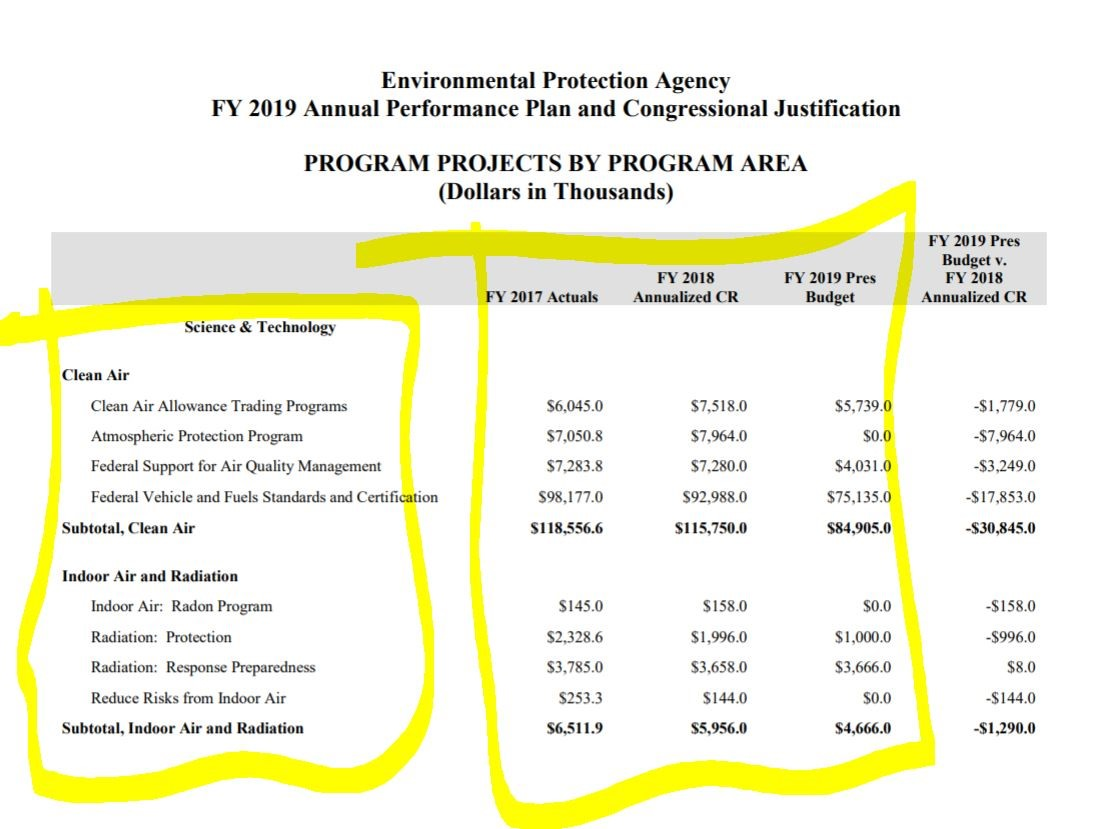 Environmental Protection Agency
FY 2019 Annual Performance Plan and Congressional Justification
PROGRAM PROJECTS BY PROGRAM AREA
(Dollars in Thousands)
FY 2017 Actuals FY 2018 Annualized CR FY 2019 Pres Budget FY 2019 Pres Budget v. FY 2018 Annualized CR
Science & Technology
Clean Air
Clean Air Allowance Trading Programs $6,045.0 $7,518.0 $5,739.0 -$1,779.0
Atmospheric Protection Program $7,050.8 $7,964.0 $0.0 -$7,964.0
Federal Support for Air Quality Management $7,283.8 $7,280.0 $4,031.0 -$3,249.0
Federal Vehicle and Fuels Standards and Certification $98,177.0 $92,988.0 $75,135.0 -$17,853.0
Subtotal, Clean Air $118,556.6 $115,750.0 $84,905.0 -$30,845.0
Indoor Air and Radiation
Indoor Air: Radon Program $145.0 $158.0 $0.0 -$158.0
Radiation: Protection $2,328.6 $1,996.0 $1,000.0 -$996.0
Radiation: Response Preparedness $3,785.0 $3,658.0 $3,666.0 $8.0
Reduce Risks from Indoor Air $253.3 $144.0 $0.0 -$144.0
Subtotal, Indoor Air and Radiation $6,511.9 $5,956.0 $4,666.0 -$1,290.0